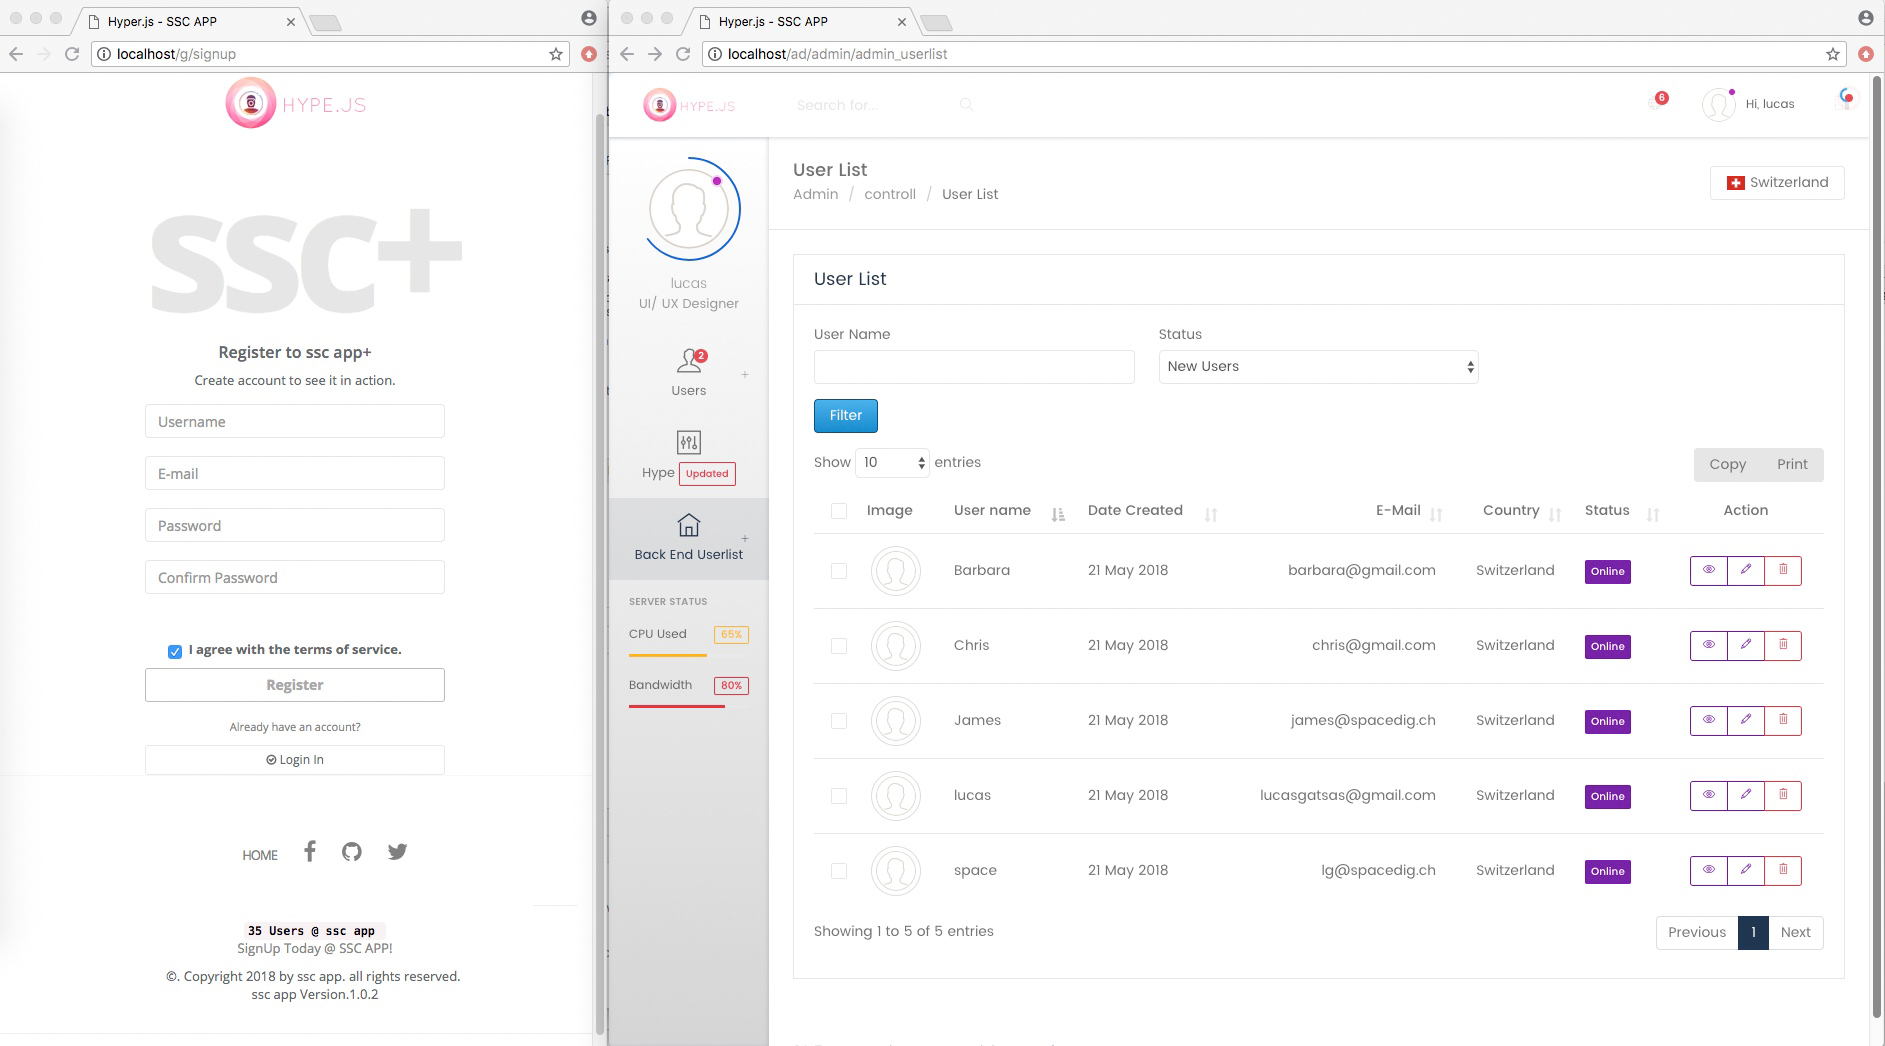 Hyper.js - SSC APP
localhost/g/signup
HYPE.JS
ssc+
Register to ssc app+
Create account to see it in action.
Username
E-mail
Password
Confirm Password
I agree with the terms of service.
Register
Already have an account?
Login In
HOME
35 Users @ ssc app
SignUp Today @ SSC APP!
©. Copyright 2018 by ssc app. all rights reserved.
ssc app Version.1.0.2
Hyper.js - SSC APP
localhost/ad/admin/admin_userlist
HYPE.JS
Search for...
6
Hi, lucas
lucas
UI/ UX Designer
2
Users +
Hype Updated
Back End Userlist +
SERVER STATUS
CPU Used 65%
Bandwidth 80%
User List
Admin / controll / User List
Switzerland
User List
User Name Status
New Users
Filter
Show 10 entries
Copy Print
Image User name Date Created E-Mail Country Status Action
Barbara 21 May 2018 barbara@gmail.com Switzerland Online
Chris 21 May 2018 chris@gmail.com Switzerland Online
James 21 May 2018 james@spacedig.ch Switzerland Online
lucas 21 May 2018 lucasgatsas@gmail.com Switzerland Online
space 21 May 2018 lg@spacedig.ch Switzerland Online
Showing 1 to 5 of 5 entries
Previous 1 Next